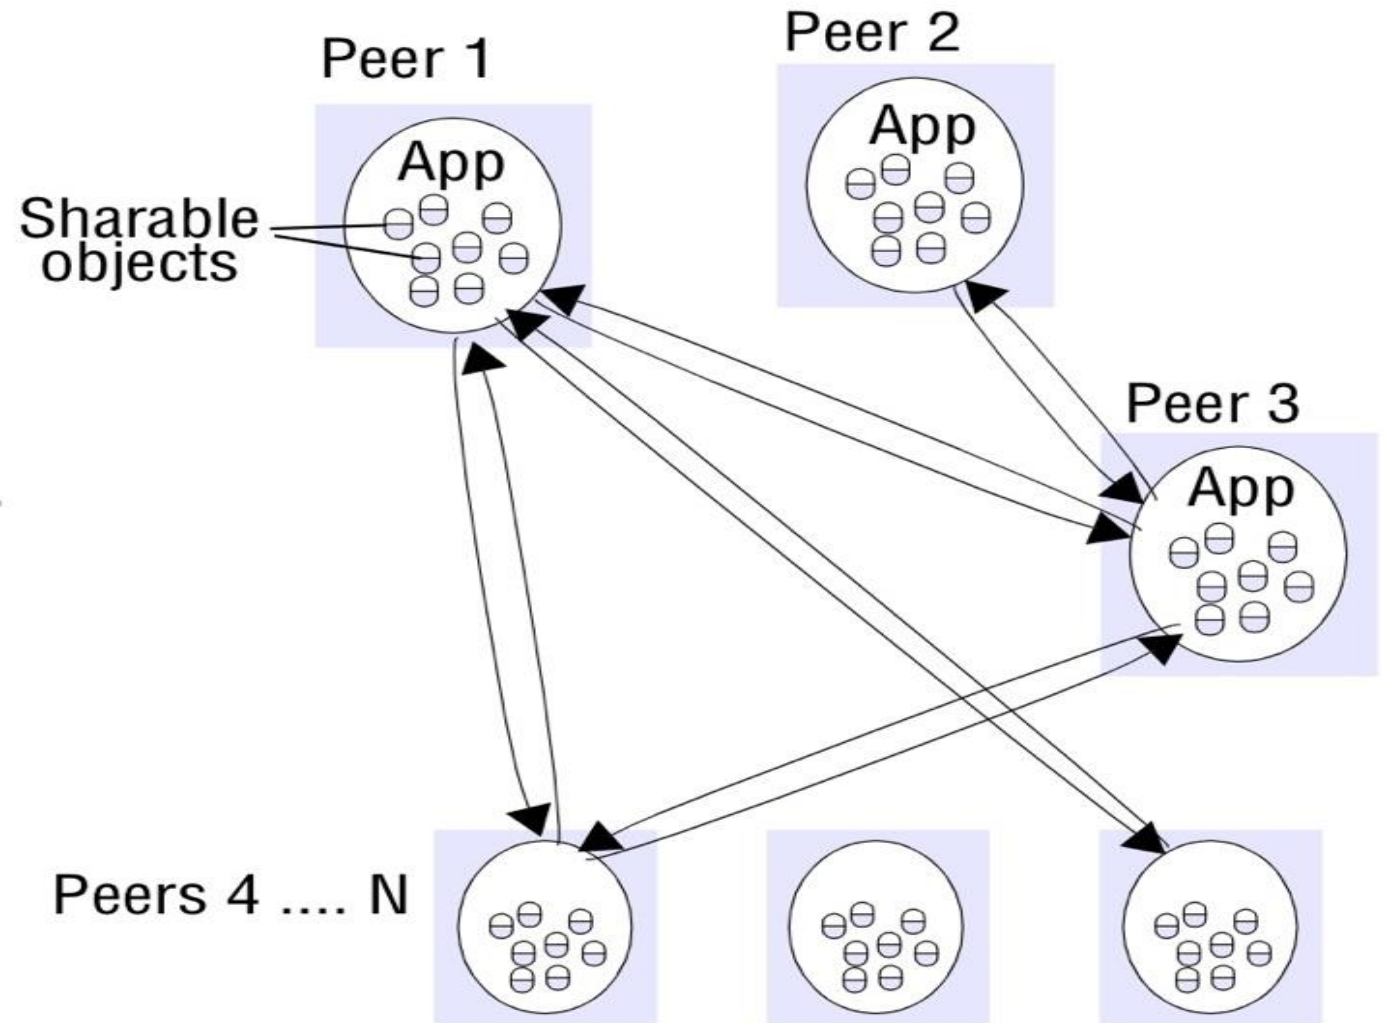 Peer 1
Peer 2
App
App
Sharable
objects
Peer 3
App
Peers 4 .... N